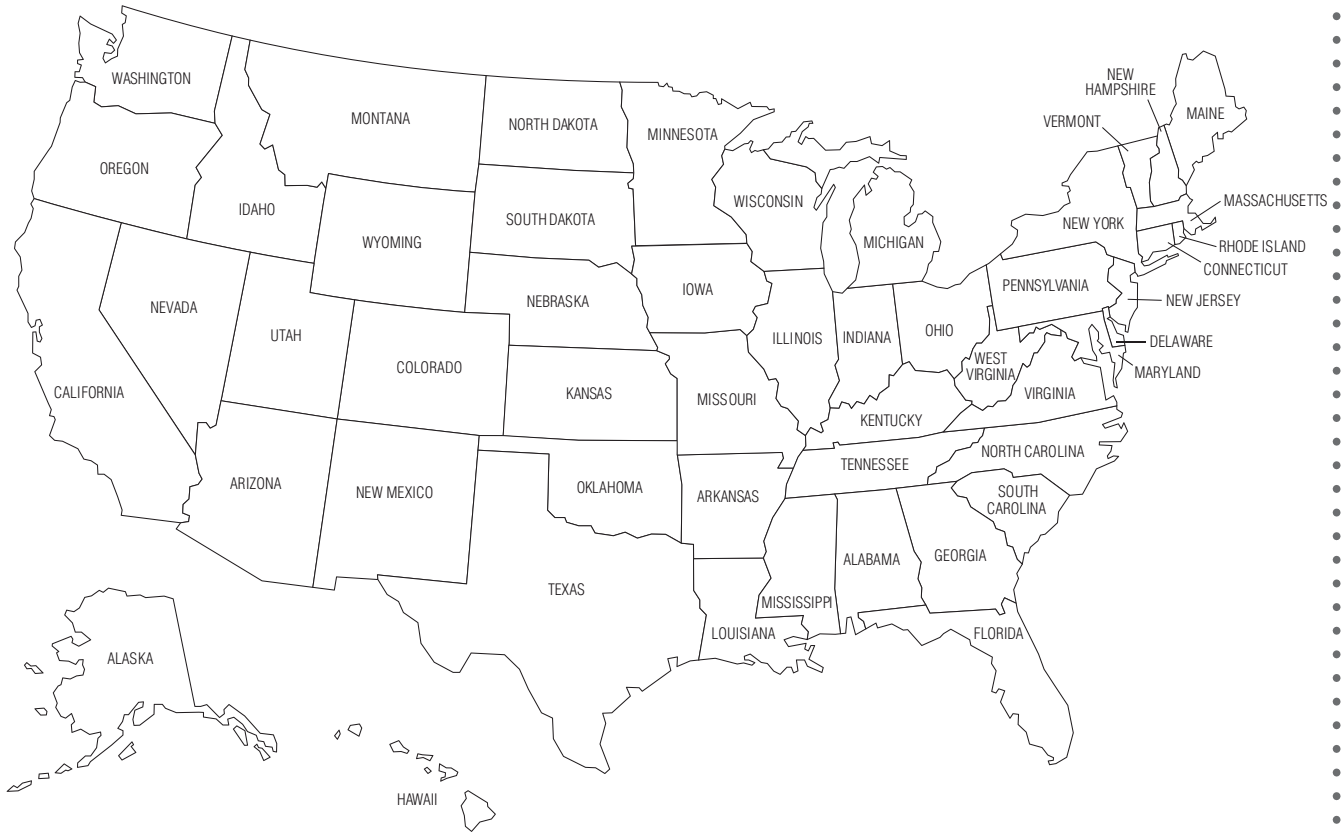 WASHINGTON
OREGON
CALIFORNIA
NEVADA
IDAHO
MONTANA
WYOMING
UTAH
ARIZONA
COLORADO
NEW MEXICO
NORTH DAKOTA
SOUTH DAKOTA
NEBRASKA
KANSAS
OKLAHOMA
TEXAS
MINNESOTA
IOWA
MISSOURI
ARKANSAS
LOUISIANA
WISCONSIN
ILLINOIS
MICHIGAN
INDIANA
OHIO
KENTUCKY
TENNESSEE
MISSISSIPPI
ALABAMA
GEORGIA
FLORIDA
SOUTH
CAROLINA
NORTH CAROLINA
VIRGINIA
WEST
VIRGINIA
PENNSYLVANIA
NEW YORK
VERMONT
NEW
HAMPSHIRE
MAINE
MASSACHUSETTS
RHODE ISLAND
CONNECTICUT
NEW JERSEY
DELAWARE
MARYLAND
ALASKA
HAWAII